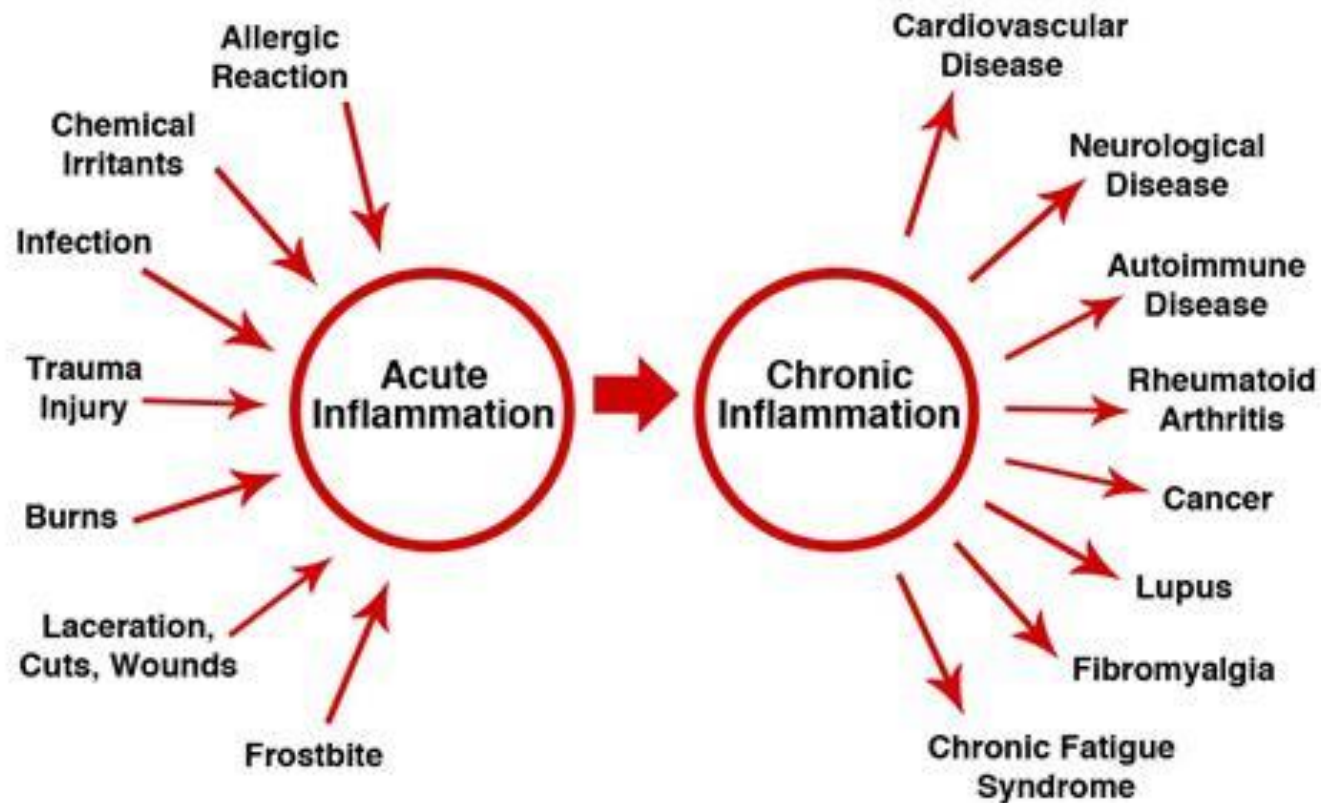 Allergic
Reaction
Chemical
Irritants
Infection
Trauma
Injury
Burns
Laceration,
Cuts, Wounds
Frostbite
Acute
Inflammation
Chronic
Inflammation
Cardiovascular
Disease
Neurological
Disease
Autoimmune
Disease
Rheumatoid
Arthritis
Cancer
Lupus
Fibromyalgia
Chronic Fatigue
Syndrome